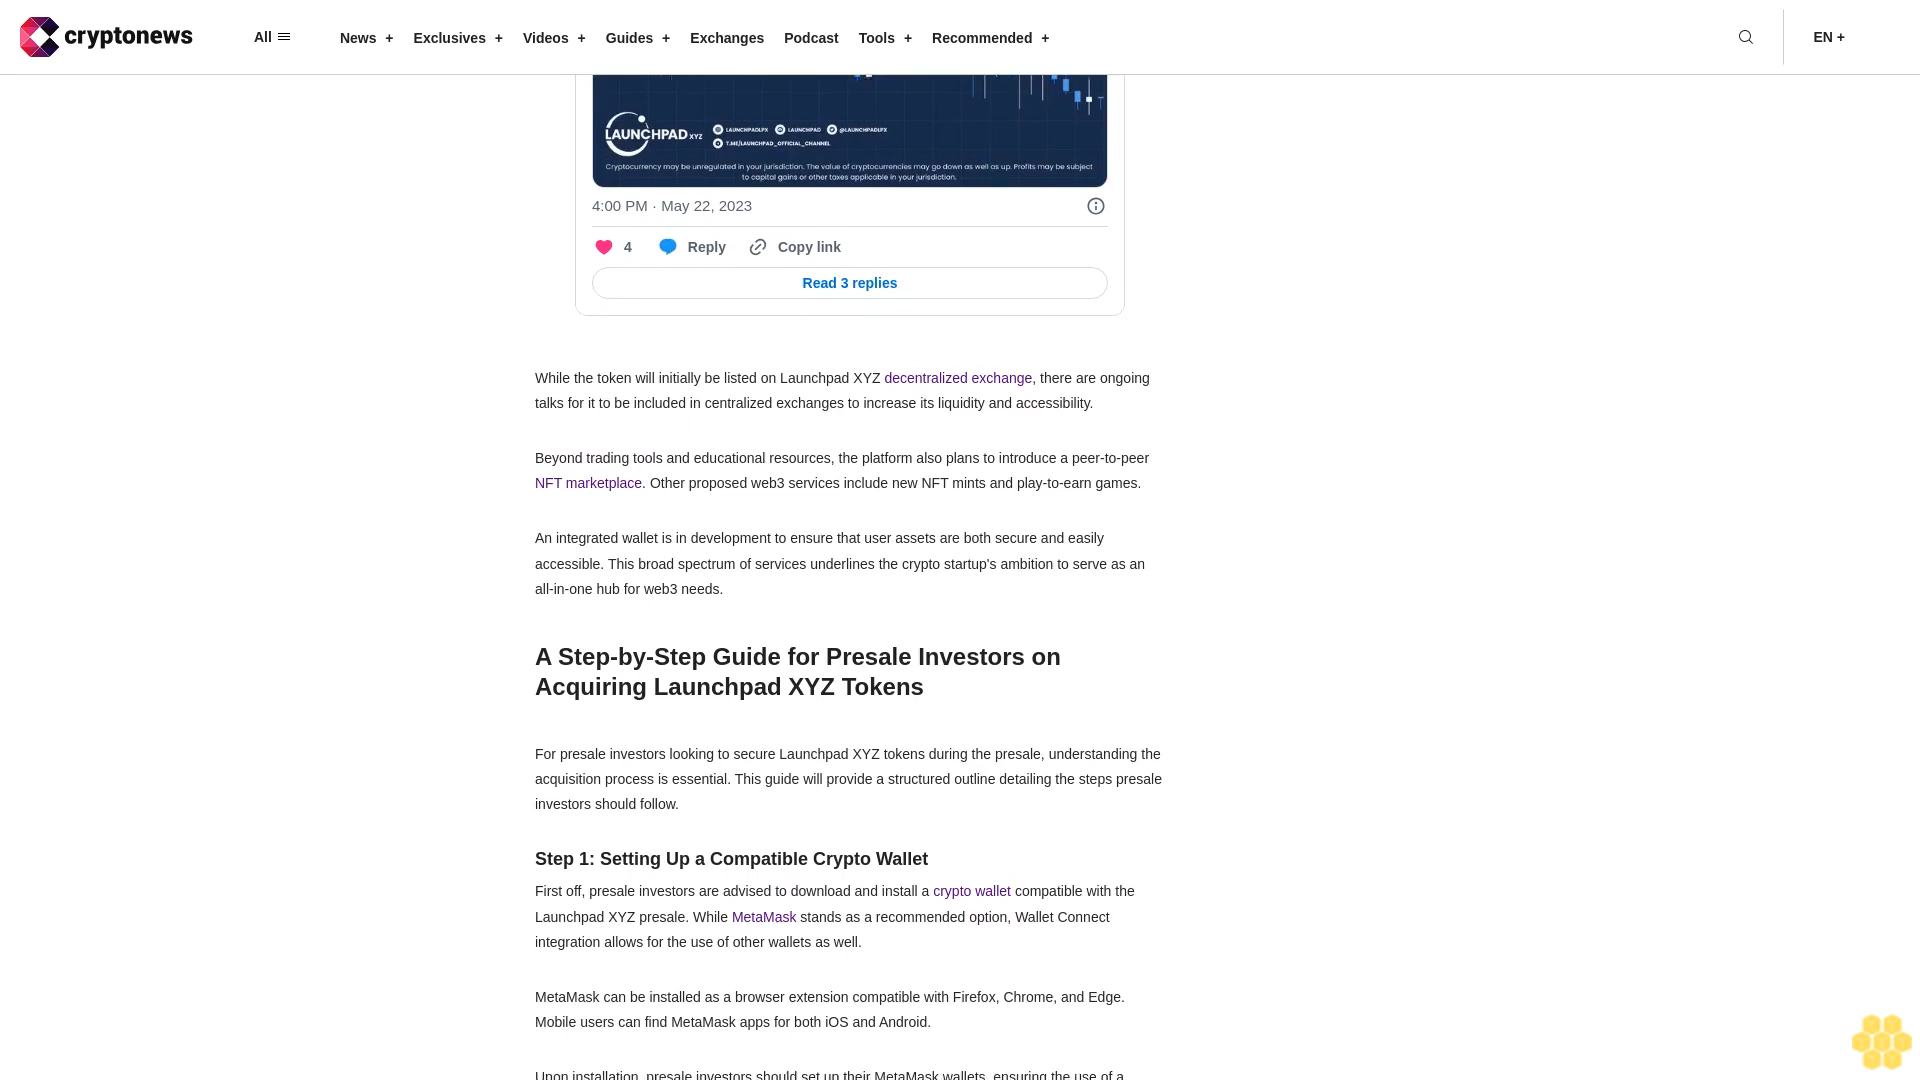 cryptonews
All
News +
Exclusives +
Videos +
Guides +
Exchanges
Podcast
Tools +
Recommended +
EN +
LAUNCHPAD XYZ
LAUNCHPADLPX
LAUNCHPAD
@LAUNCHPADLPX
T.ME/LAUNCHPAD_OFFICIAL_CHANNEL
Cryptocurrency may be unregulated in your jurisdiction. The value of cryptocurrencies may go down as well as up. Profits may be subject
to capital gains or other taxes applicable in your jurisdiction.
4:00 PM · May 22, 2023
4
Reply
Copy link
Read 3 replies
While the token will initially be listed on Launchpad XYZ decentralized exchange, there are ongoing
talks for it to be included in centralized exchanges to increase its liquidity and accessibility.
Beyond trading tools and educational resources, the platform also plans to introduce a peer-to-peer
NFT marketplace. Other proposed web3 services include new NFT mints and play-to-earn games.
An integrated wallet is in development to ensure that user assets are both secure and easily
accessible. This broad spectrum of services underlines the crypto startup's ambition to serve as an
all-in-one hub for web3 needs.
A Step-by-Step Guide for Presale Investors on
Acquiring Launchpad XYZ Tokens
For presale investors looking to secure Launchpad XYZ tokens during the presale, understanding the
acquisition process is essential. This guide will provide a structured outline detailing the steps presale
investors should follow.
Step 1: Setting Up a Compatible Crypto Wallet
First off, presale investors are advised to download and install a crypto wallet compatible with the
Launchpad XYZ presale. While MetaMask stands as a recommended option, Wallet Connect
integration allows for the use of other wallets as well.
MetaMask can be installed as a browser extension compatible with Firefox, Chrome, and Edge.
Mobile users can find MetaMask apps for both iOS and Android.
Upon installation, presale investors should set up their MetaMask wallets, ensuring the use of a